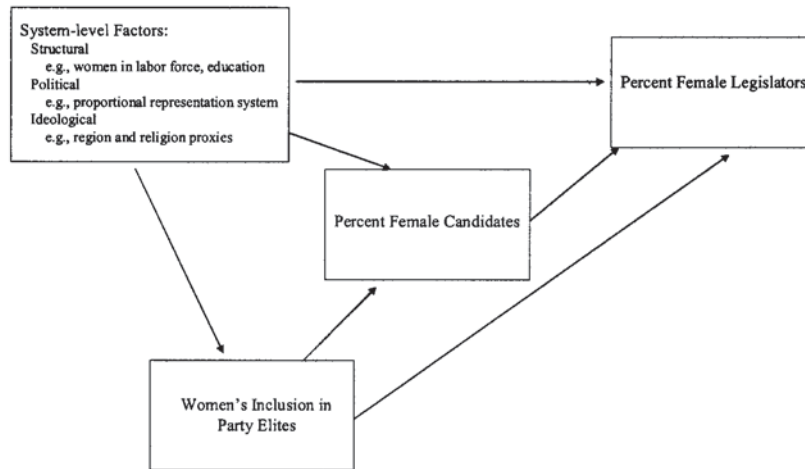 System-level Factors:
Structural
e.g., women in labor force, education
Political
e.g., proportional representation system
Ideological
e.g., region and religion proxies
Percent Female Legislators
Percent Female Candidates
Women's Inclusion in
Party Elites